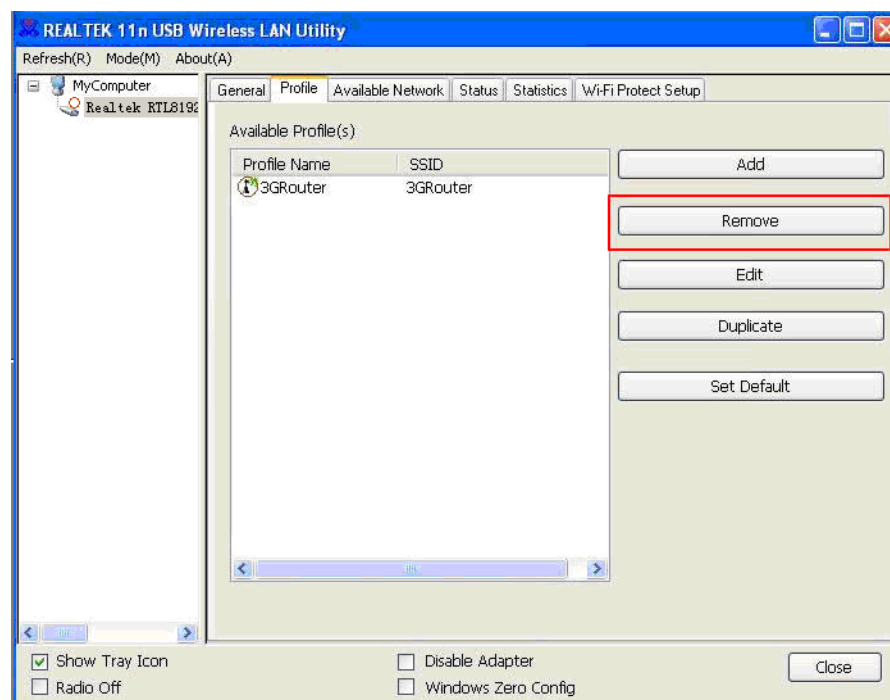 REALTEK 11n USB Wireless LAN Utility
Refresh(R) Mode(M) About(A)
MyComputer
Realtek RTL8192
General Profile Available Network Status Statistics Wi-Fi Protect Setup
Available Profile(s)
Profile Name SSID
3GRouter 3GRouter
Add
Remove
Edit
Duplicate
Set Default
Show Tray Icon
Radio Off
Disable Adapter
Windows Zero Config
Close